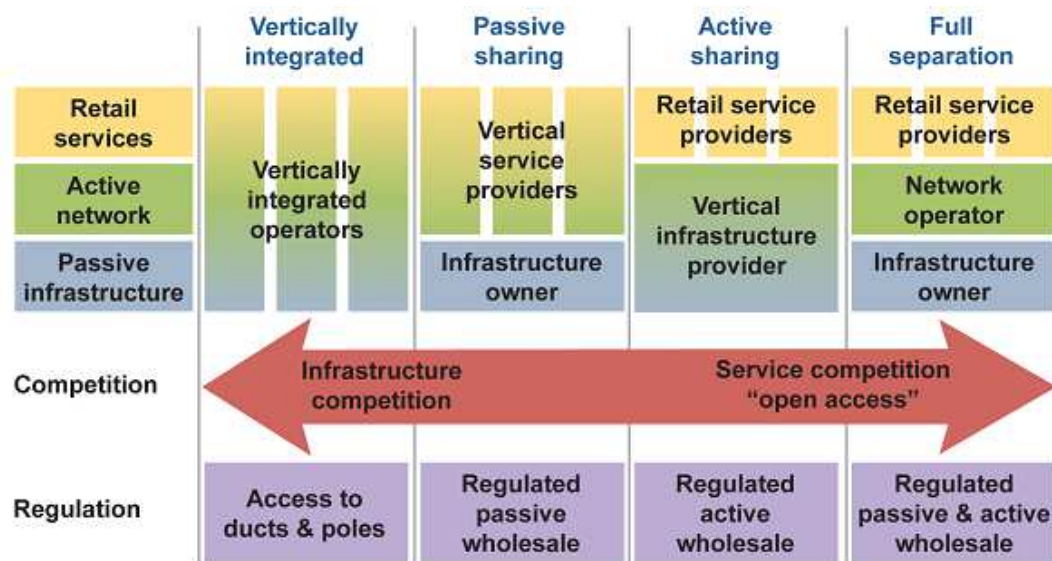 Vertically
integrated
Passive
sharing
Active
sharing
Full
separation
Retail
services
Active
network
Passive
infrastructure
Vertically
integrated
operators
Vertical
service
providers
Infrastructure
owner
Retail service
providers
Vertical
infrastructure
provider
Retail service
providers
Network
operator
Infrastructure
owner
Competition
Infrastructure
competition
Service competition
“open access”
Regulation
Access to
ducts & poles
Regulated
passive
wholesale
Regulated
active
wholesale
Regulated
passive & active
wholesale